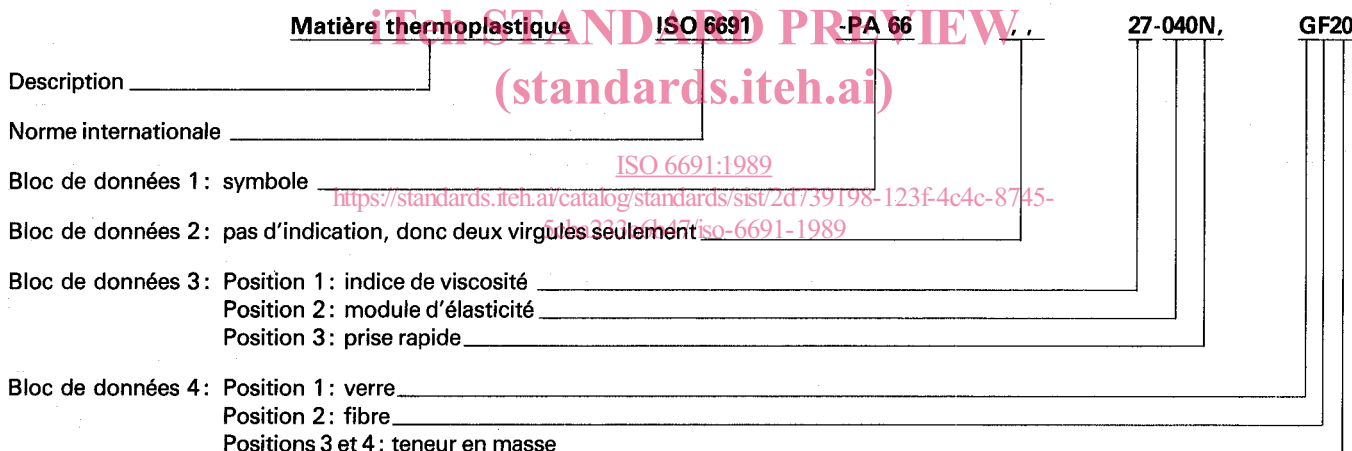 Matière thermoplastique ISO 6691 -PA 66 , , 27-040N, GF20
iTeh STANDARD PREVIEW
(standards.iteh.ai)
Description
Norme internationale
ISO 6691:1989
Bloc de données 1: symbole
https://standards.iteh.ai/catalog/standards/sist/2d739198-123f-4c4c-8745-
Bloc de données 2: pas d'indication, donc deux virgules seulement
/iso-6691-1989
Bloc de données 3: Position 1: indice de viscosité
Position 2: module d'élasticité
Position 3: prise rapide
Bloc de données 4: Position 1: verre
Position 2: fibre
Positions 3 et 4: teneur en masse